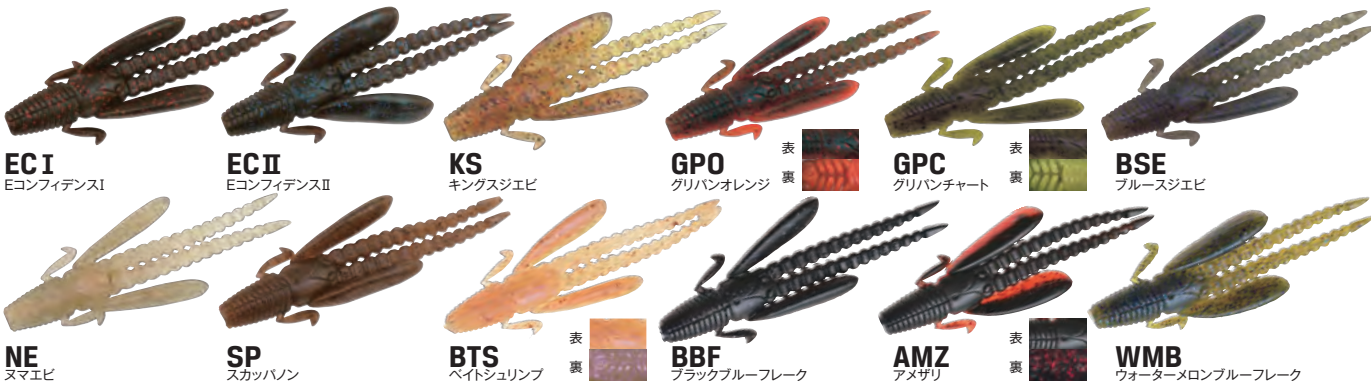 ECⅠ
EコンフィデンスⅠ
ECⅡ
EコンフィデンスⅡ
KS
キングスジエビ
GPO
グリパンオレンジ
表
裏
GPC
グリパンチャート
表
裏
BSE
ブルースジエビ
NE
ヌマエビ
SP
スカッパノン
BTS
ベイトシュリンプ
表
裏
BBF
ブラックブルーフレーク
AMZ
アメザリ
表
裏
WMB
ウォーターメロンブルーフレーク